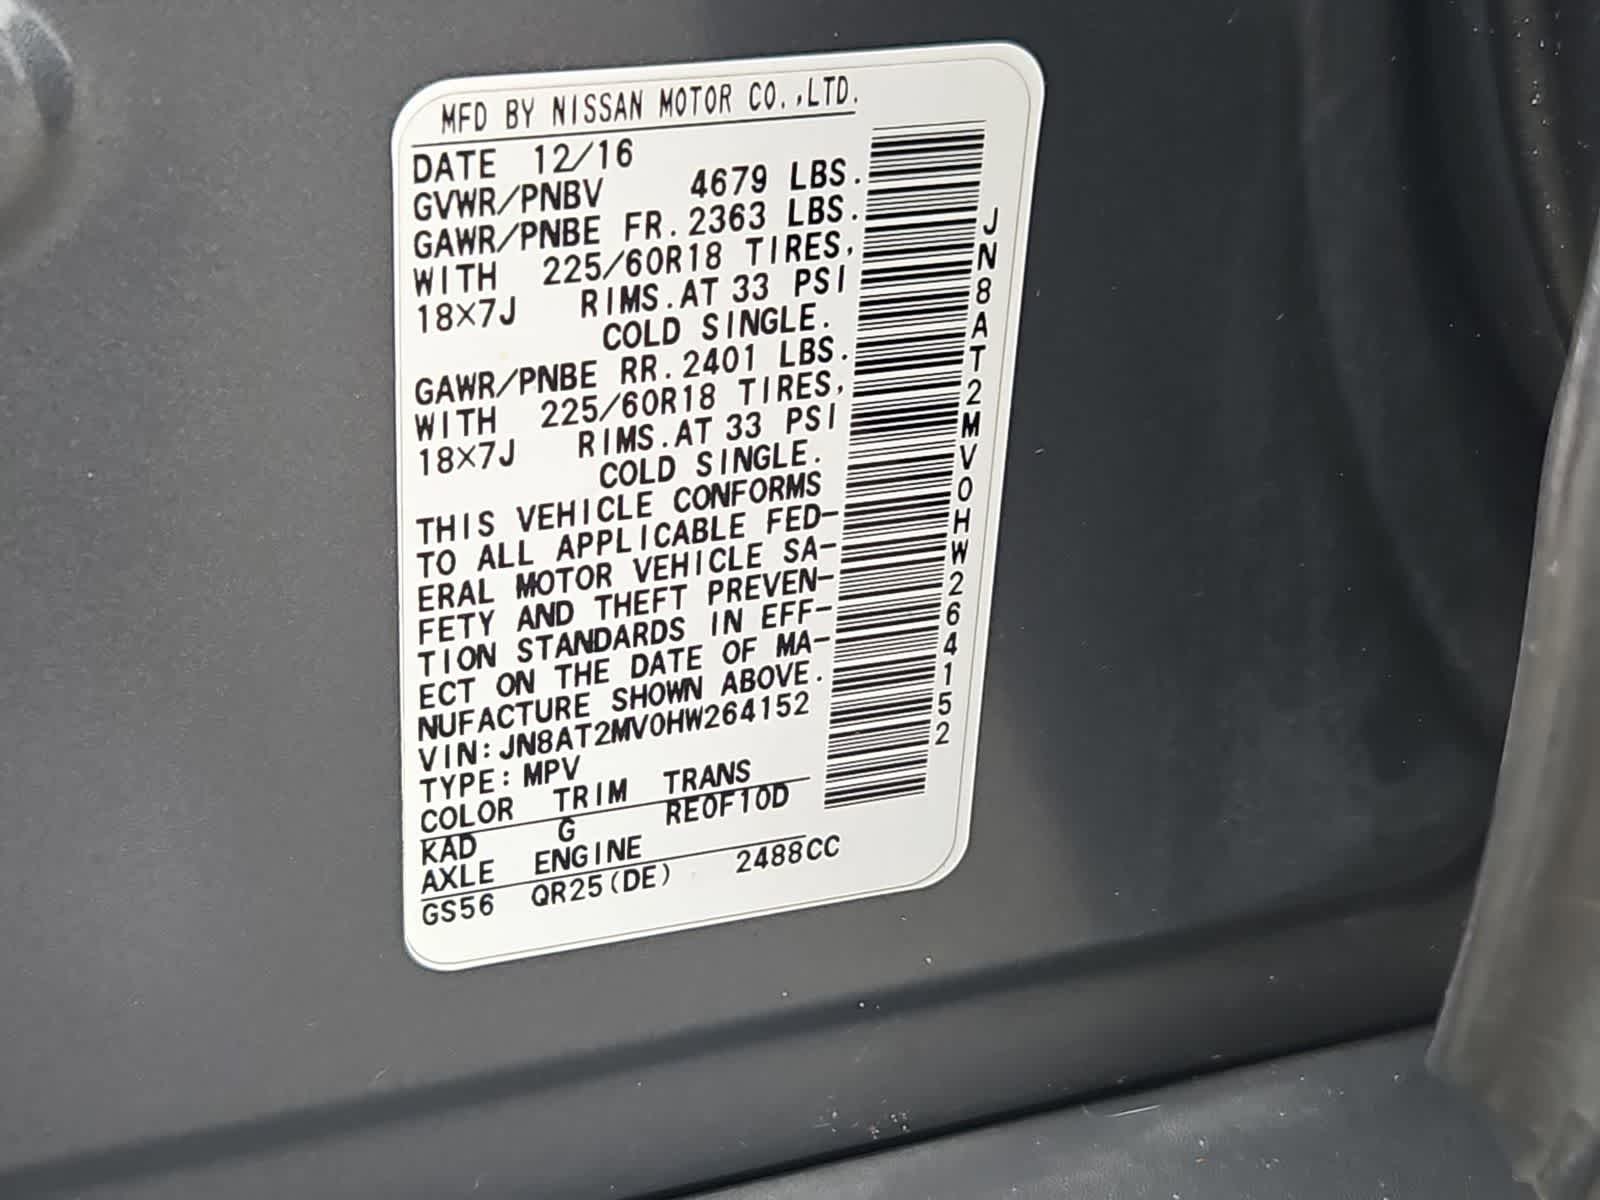 MFD BY NISSAN MOTOR CO.,LTD.
DATE 12/16
GVWR/PNBV 4679 LBS.
GAWR/PNBE FR. 2363 LBS.
WITH 225/60R18 TIRES,
18×7J RIMS.AT 33 PSI
COLD SINGLE.
GAWR/PNBE RR. 2401 LBS.
WITH 225/60R18 TIRES,
18×7J RIMS.AT 33 PSI
COLD SINGLE.
THIS VEHICLE CONFORMS
TO ALL APPLICABLE FED-
ERAL MOTOR VEHICLE SA-
FETY AND THEFT PREVEN-
TION STANDARDS IN EFF-
ECT ON THE DATE OF MA-
NUFACTURE SHOWN ABOVE.
VIN:JN8AT2MV0HW264152
TYPE:MPV
COLOR TRIM TRANS
KAD G RE0F10D
AXLE ENGINE
GS56 QR25(DE) 2488CC
JN8AT2MV0HW264152